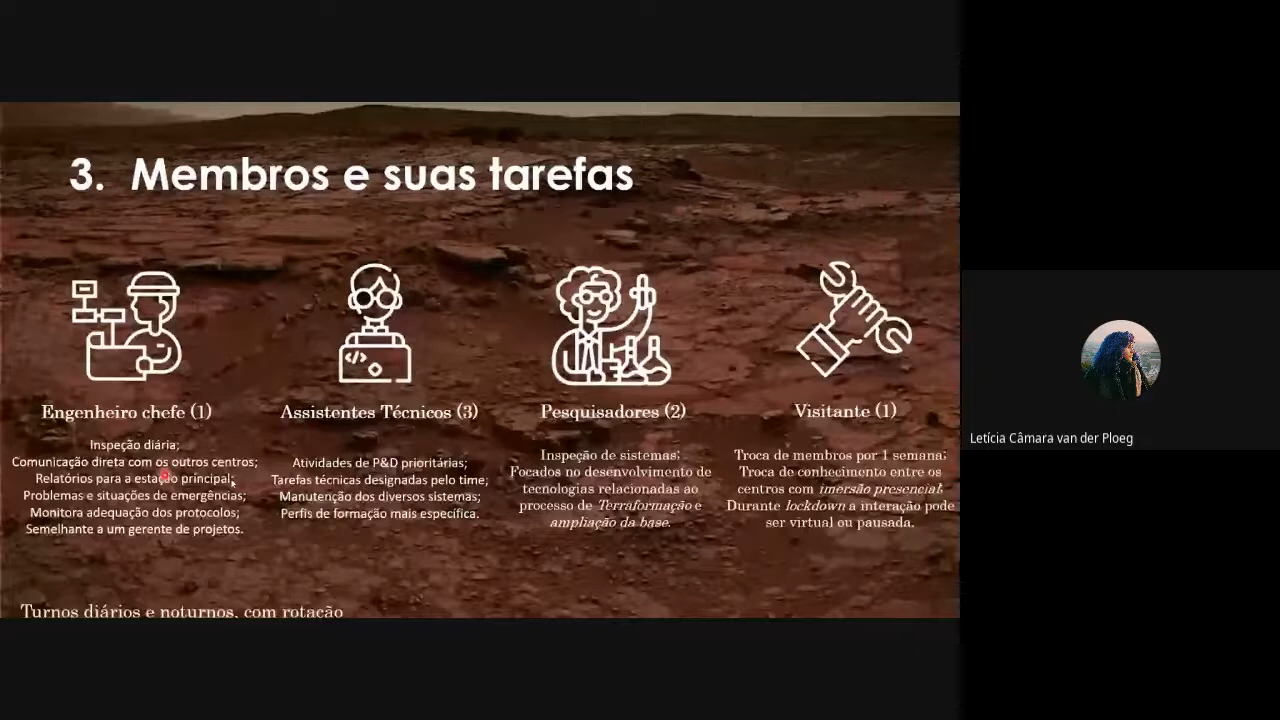 3. Membros e suas tarefas
Engenheiro chefe (1)
Inspeção diária;
Comunicação direta com os outros centros;
Relatórios para a estação principal;
Problemas e situações de emergências;
Monitora adequação dos protocolos;
Semelhante a um gerente de projetos.
Assistentes Técnicos (3)
Atividades de P&D prioritárias;
Tarefas técnicas designadas pelo time;
Manutenção dos diversos sistemas;
Perfis de formação mais específica.
Pesquisadores (2)
Inspeção de sistemas;
Focados no desenvolvimento de
tecnologias relacionadas ao
processo de Terraformação e
ampliação da base.
Visitante (1)
Troca de membros por 1 semana;
Troca de conhecimento entre os
centros com imersão presencial;
Durante lockdown a interação pode
ser virtual ou pausada.
Turnos diários e noturnos, com rotação
Letícia Câmara van der Ploeg